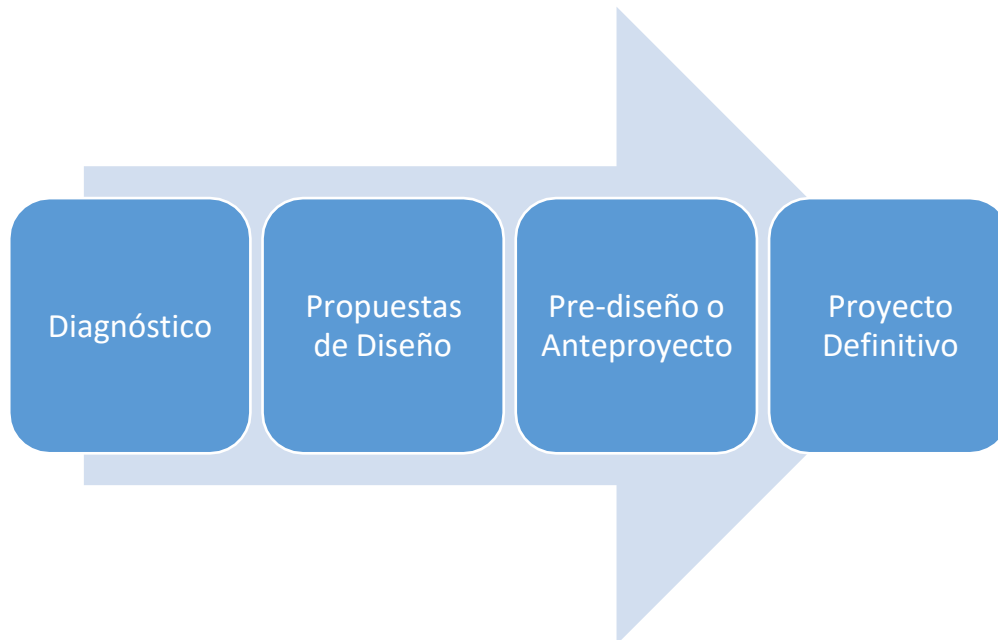 Diagnóstico
Propuestas
de Diseño
Pre-diseño o
Anteproyecto
Proyecto
Definitivo